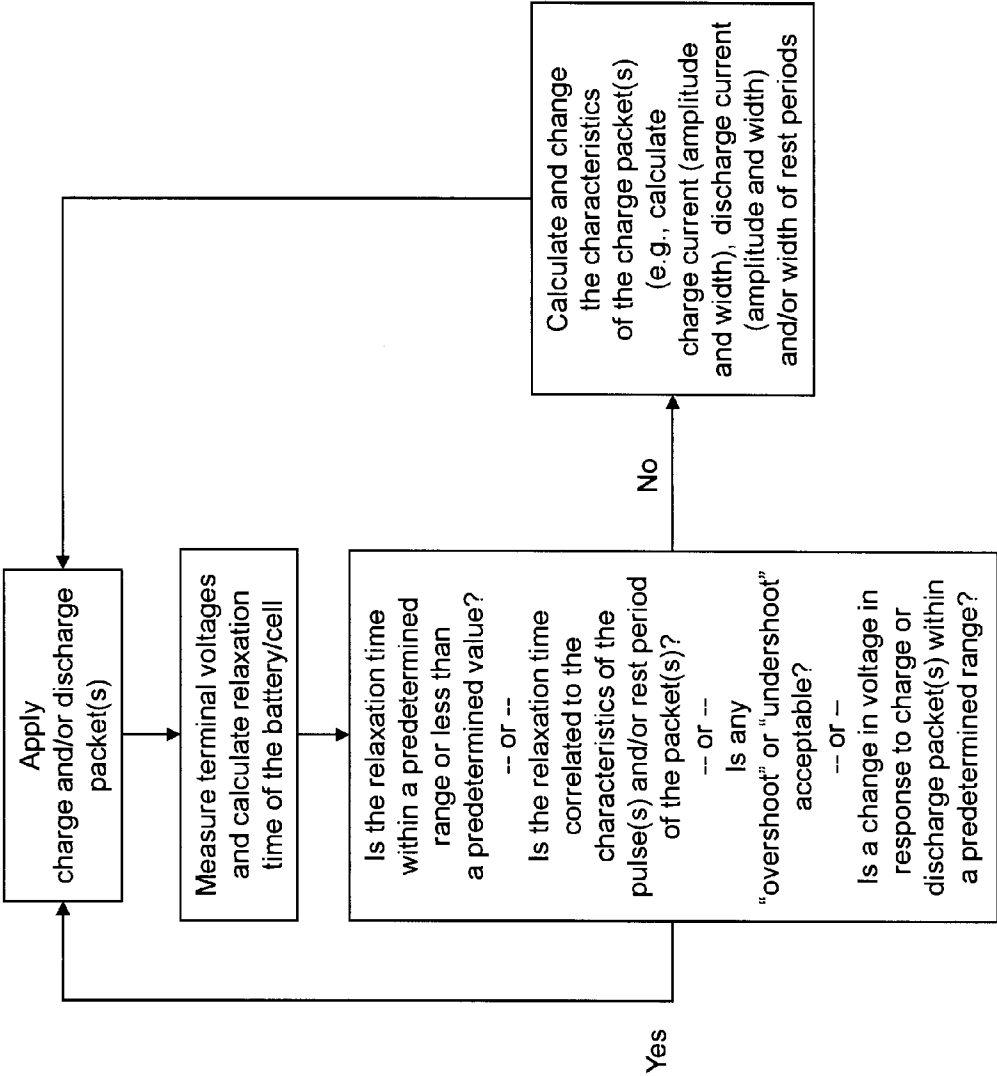 Apply
charge and/or discharge
packet(s)
Measure terminal voltages
and calculate relaxation
time of the battery/cell
Is the relaxation time
within a predetermined
range or less than
a predetermined value?
-- or --
Is the relaxation time
correlated to the
characteristics of the
pulse(s) and/or rest period
of the packet(s)?
-- or --
Is any
“overshoot” or “undershoot”
acceptable?
-- or –
Is a change in voltage in
response to charge or
discharge packet(s) within
a predetermined range?
Yes
No
Calculate and change
the characteristics
of the charge packet(s)
(e.g., calculate
charge current (amplitude
and width), discharge current
(amplitude and width)
and/or width of rest periods